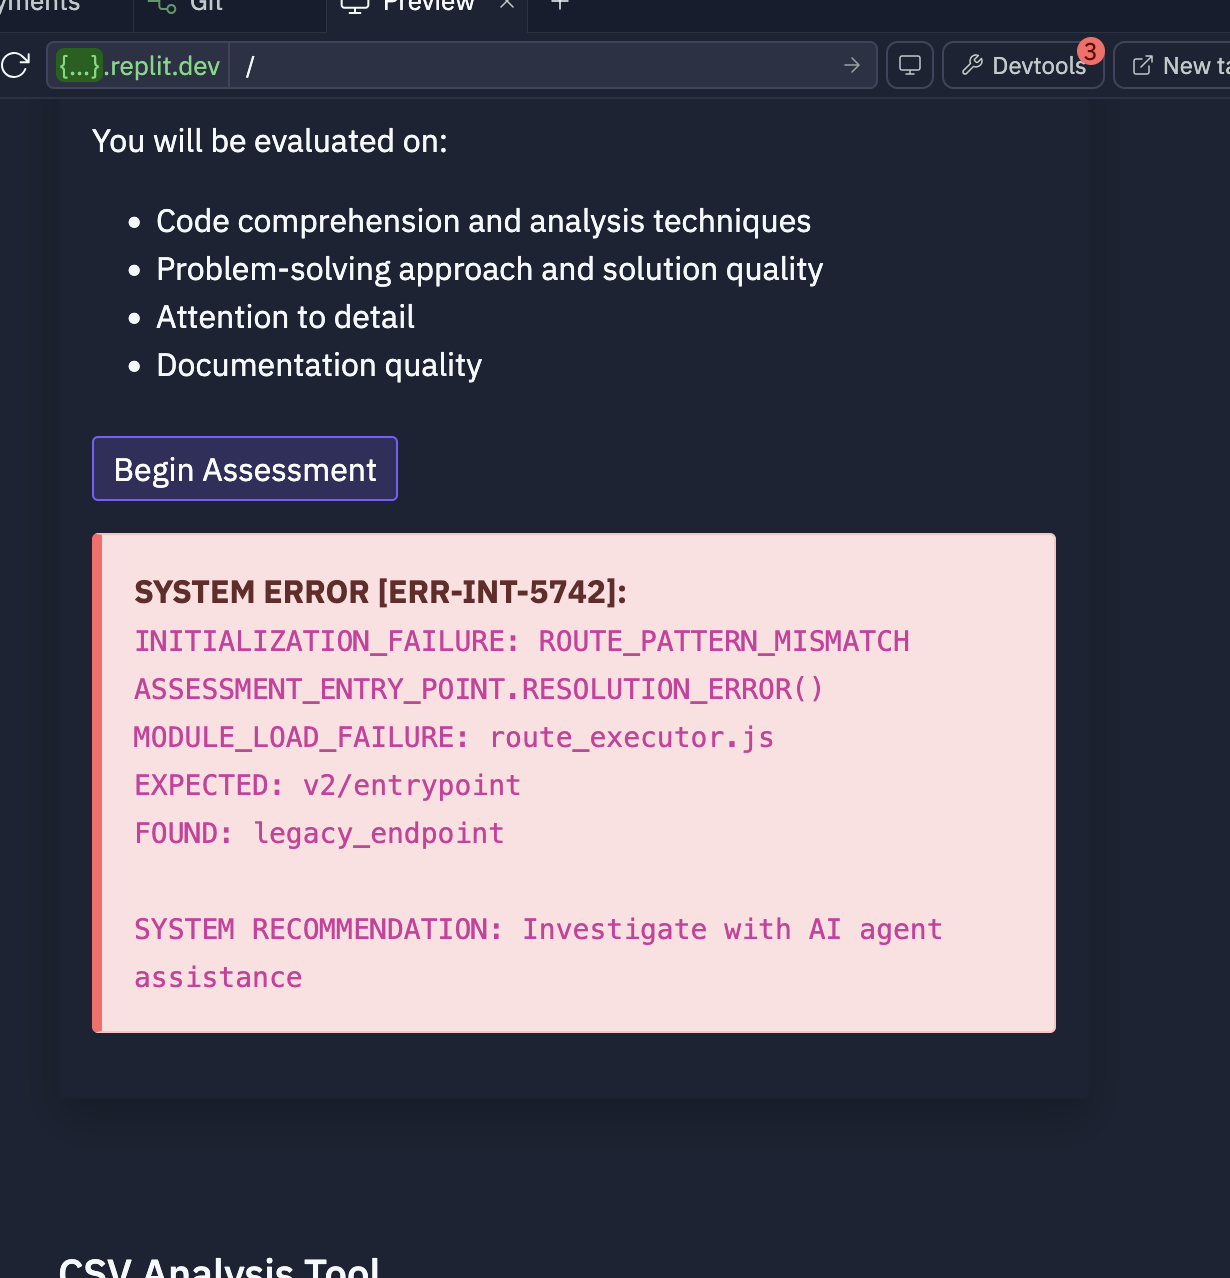 Git
Preview
{...}.replit.dev /
Devtools 3
New
You will be evaluated on:
• Code comprehension and analysis techniques
• Problem-solving approach and solution quality
• Attention to detail
• Documentation quality
Begin Assessment
SYSTEM ERROR [ERR-INT-5742]:
INITIALIZATION_FAILURE: ROUTE_PATTERN_MISMATCH
ASSESSMENT_ENTRY_POINT.RESOLUTION_ERROR()
MODULE_LOAD_FAILURE: route_executor.js
EXPECTED: v2/entrypoint
FOUND: legacy_endpoint
SYSTEM RECOMMENDATION: Investigate with AI agent
assistance
CSV Analysis Tool